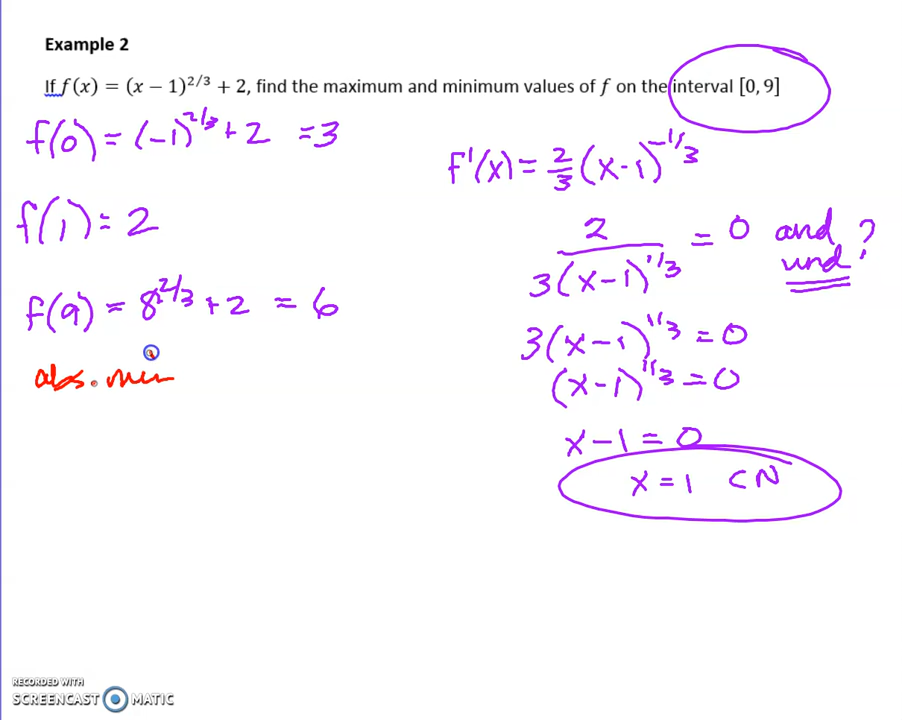 Example 2
If f(x) = (x − 1)^{2/3} + 2, find the maximum and minimum values of f on the interval [0, 9]
f(0) = (-1)^{2/3} + 2 = 3
f(1) = 2
f(9) = 8^{2/3} + 2 = 6
abs. min
f'(x) = \frac{2}{3} (x-1)^{-1/3}
\frac{2}{3(x-1)^{1/3}} = 0 and und?
3(x-1)^{1/3} = 0
(x-1)^{1/3} = 0
x-1 = 0
x = 1 CN
RECORDED WITH
SCREENCAST MATIC